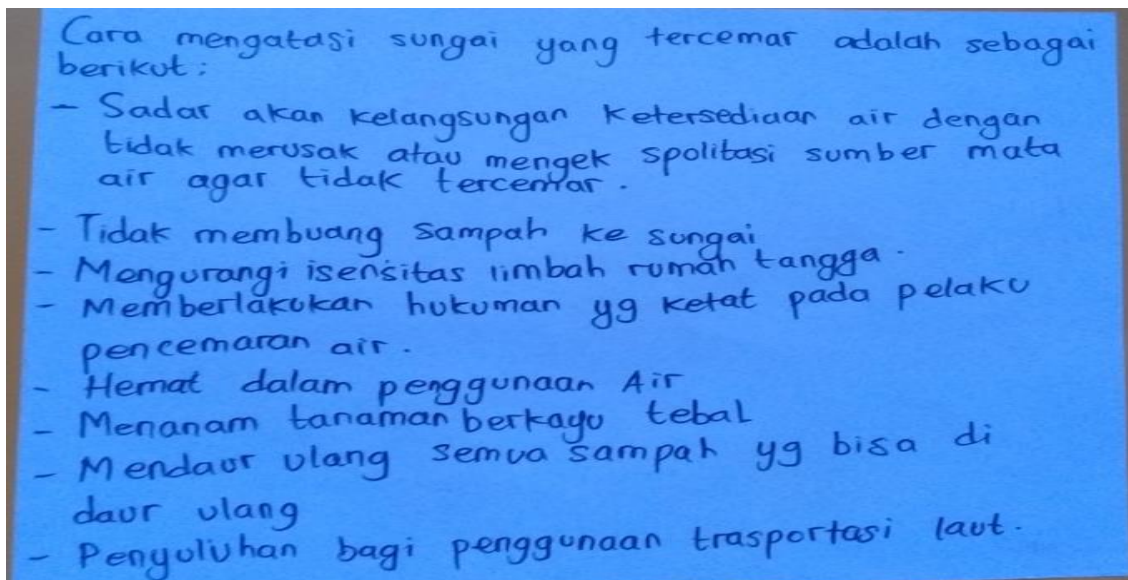 Cara mengatasi sungai yang tercemar adalah sebagai
berikut:
- Sadar akan kelangsungan ketersediaan air dengan
tidak merusak atau mengek spolitasi sumber mata
air agar tidak tercemar.
- Tidak membuang sampah ke sungai
- Mengurangi isensitas limbah rumah tangga.
- Memberlakukan hukuman yg ketat pada pelaku
pencemaran air.
- Hemat dalam penggunaan Air
- Menanam tanaman berkayu tebal
- Mendaur ulang semua sampah yg bisa di
daur ulang
- Penyuluhan bagi penggunaan trasportasi laut.